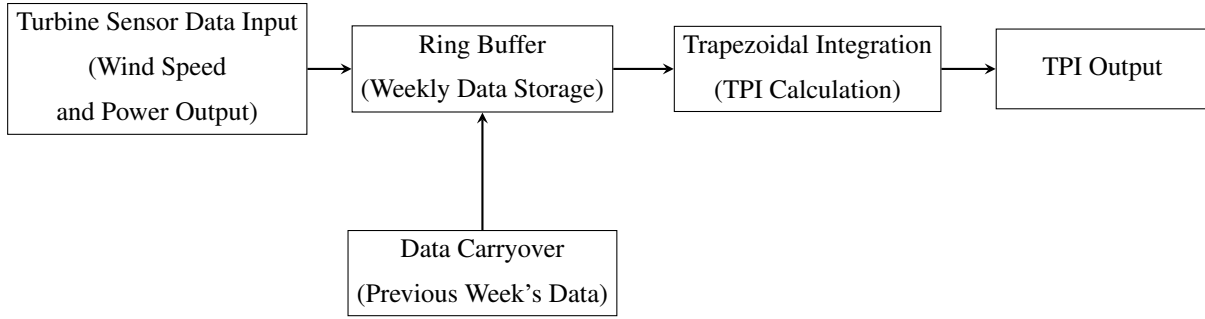 Turbine Sensor Data Input
(Wind Speed
and Power Output)
Ring Buffer
(Weekly Data Storage)
Trapezoidal Integration
(TPI Calculation)
TPI Output
Data Carryover
(Previous Week's Data)